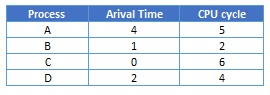 Process Arival Time CPU cycle
A 4 5
B 1 2
C 0 6
D 2 4